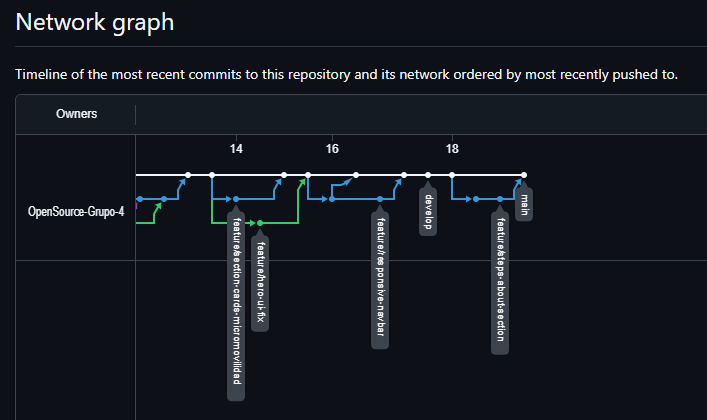 Network graph
Timeline of the most recent commits to this repository and its network ordered by most recently pushed to.
Owners
14
16
18
OpenSource-Grupo-4
feature/section-cards-micromovilidad
feature/hero-ui-fix
feature/responsive-navbar
develop
feature/steps-about-section
main